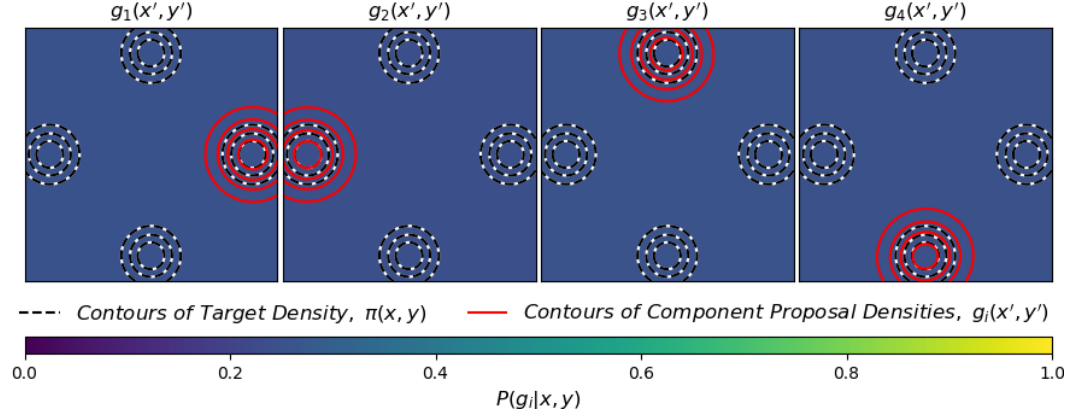 g₁(x′, y′) g₂(x′, y′) g₃(x′, y′) g₄(x′, y′)
Contours of Target Density, π(x, y) Contours of Component Proposal Densities, gᵢ(x′, y′)
0.0 0.2 0.4 0.6 0.8 1.0
P(gᵢ|x, y)